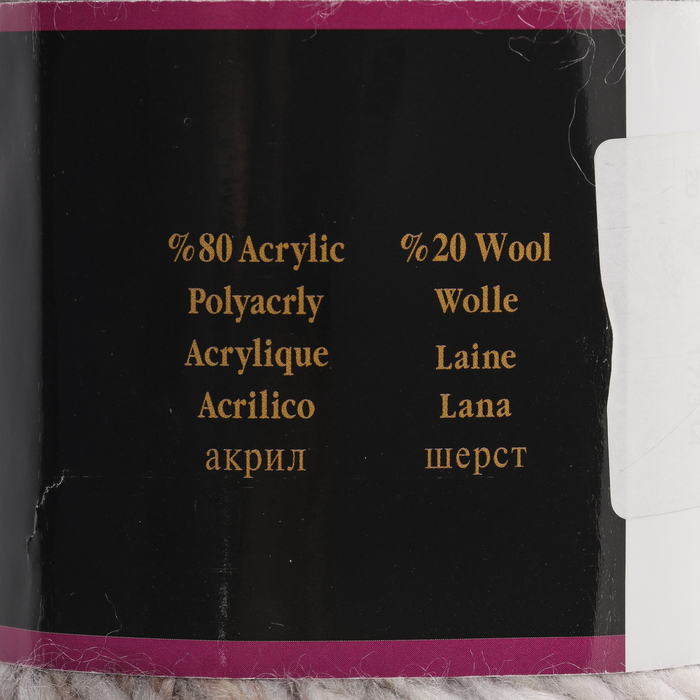 %80 Acrylic %20 Wool
Polyacrly Wolle
Acrylique Laine
Acrilico Lana
акрил шерст